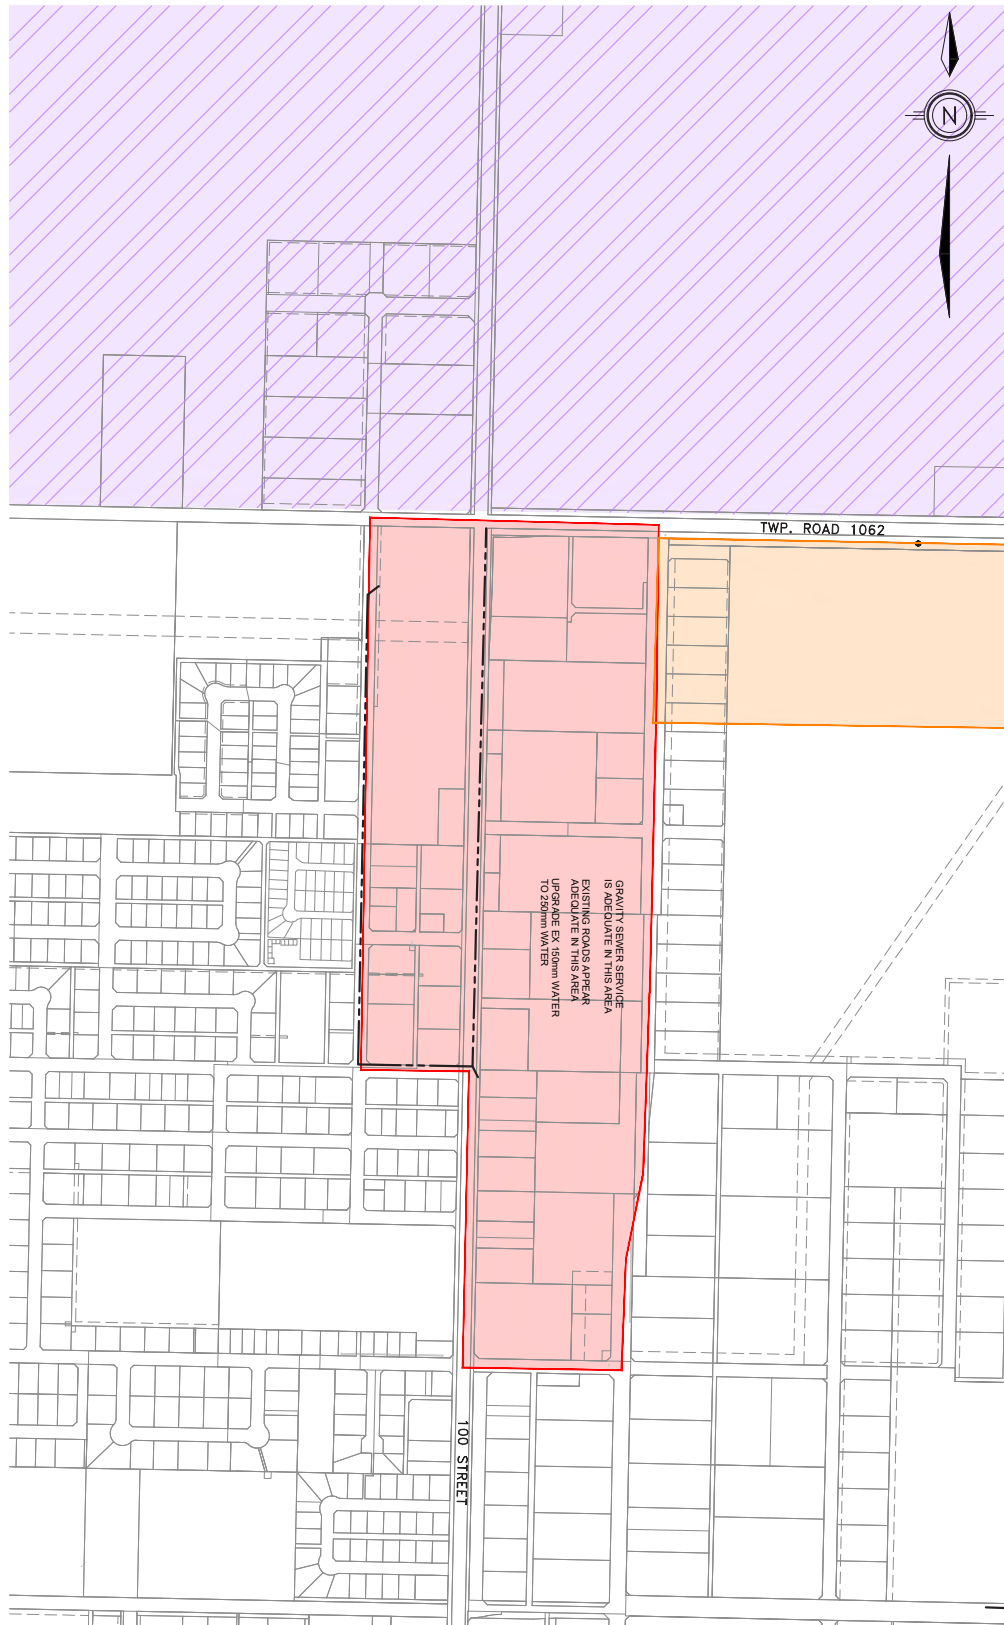 N
TWP. ROAD 1062
GRAVITY SEWER SERVICE
IS ADEQUATE IN THIS AREA
EXISTING ROADS APPEAR
ADEQUATE IN THIS AREA
UPGRADE EX 150mm WATER
TO 250mm WATER
100 STREET